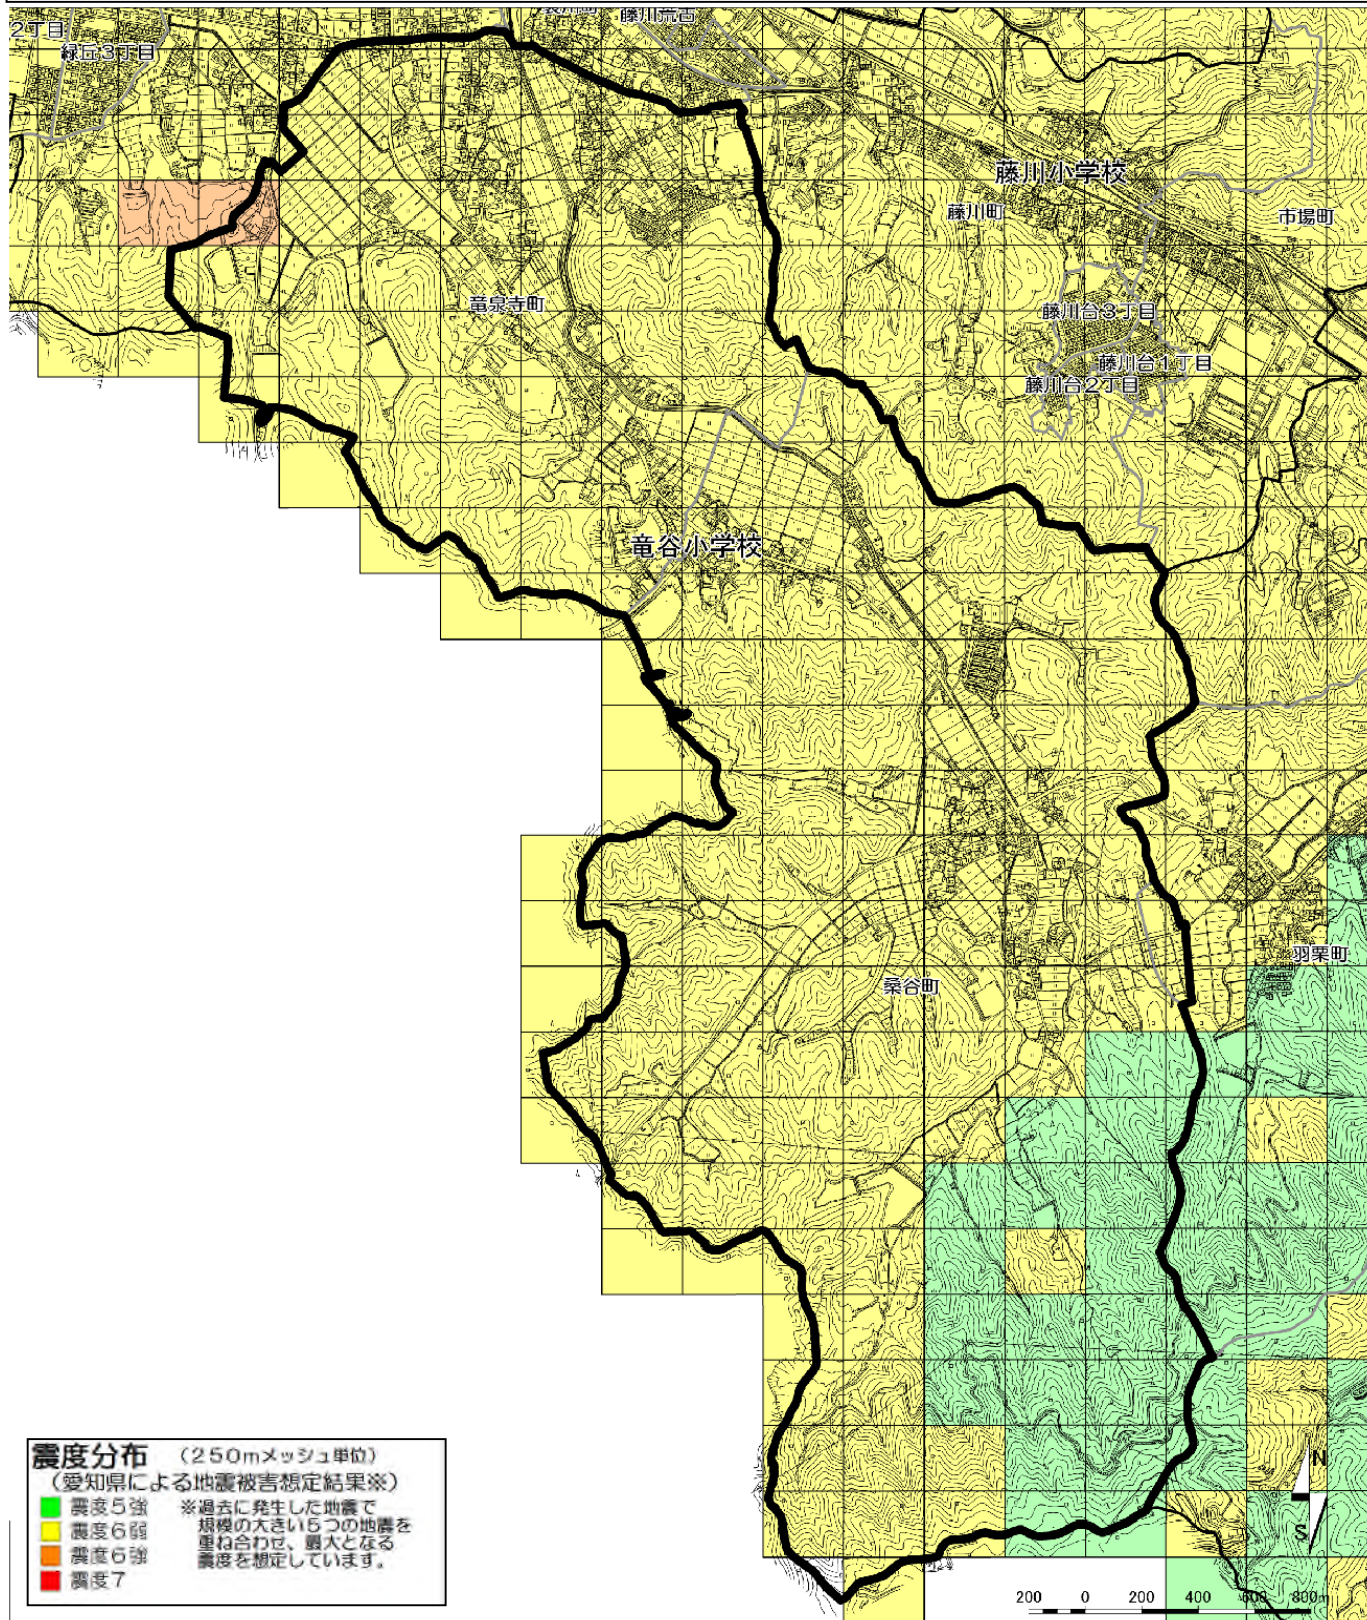 2丁目
緑丘3丁目
藤川荒古
藤川小学校
藤川町
市場町
竜泉寺町
藤川台3丁目
藤川台1丁目
藤川台2丁目
竜谷小学校
羽栗町
桑谷町
震度分布 (250mメッシュ単位)
(愛知県による地震被害想定結果※)
震度5強
震度6弱
震度6強
震度7
※過去に発生した地震で
規模の大きい5つの地震を
重ね合わせ、最大となる
震度を想定しています。
N
S
200 0 200 400 600 800m